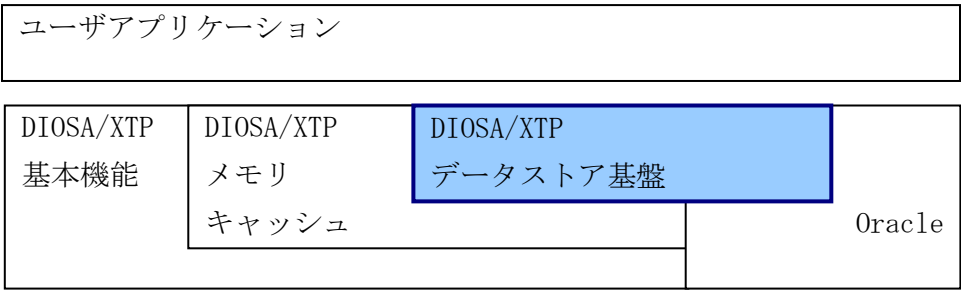 ユーザアプリケーション
DIOSA/XTP
基本機能
DIOSA/XTP
メモリ
キャッシュ
DIOSA/XTP
データストア基盤
Oracle